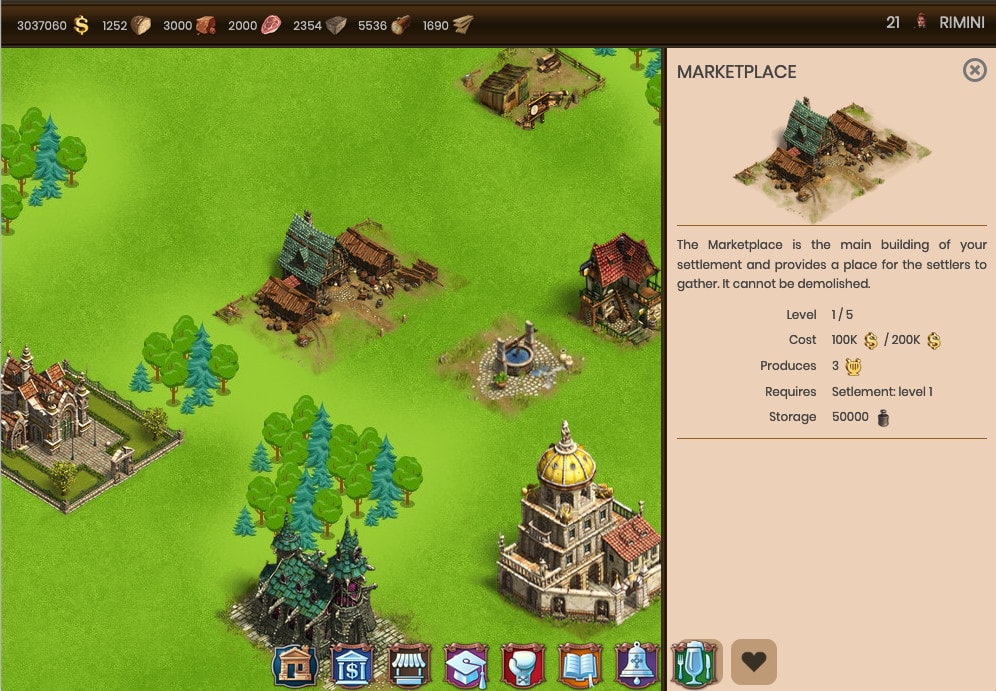 3037060 1252 3000 2000 2354 5536 1690 21 RIMINI
MARKETPLACE
The Marketplace is the main building of your
settlement and provides a place for the settlers to
gather. It cannot be demolished.
Level 1 / 5
Cost 100K / 200K
Produces 3
Requires Setlement: level 1
Storage 50000